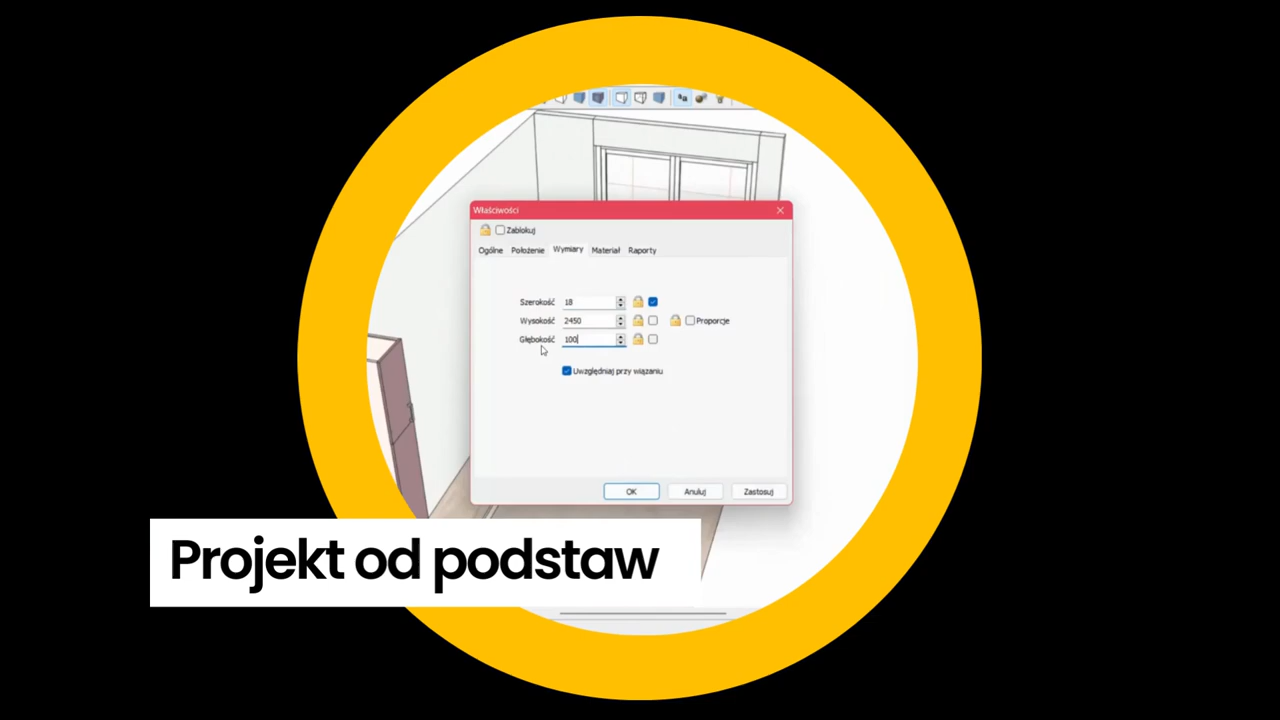 Właściwości
Zablokuj
Ogólne Położenie Wymiary Materiał Raporty
Szerokość 18
Wysokość 2450 Proporcje
Głębokość 100
Uwzględniaj przy wiązaniu
OK Anuluj Zastosuj
Projekt od podstaw